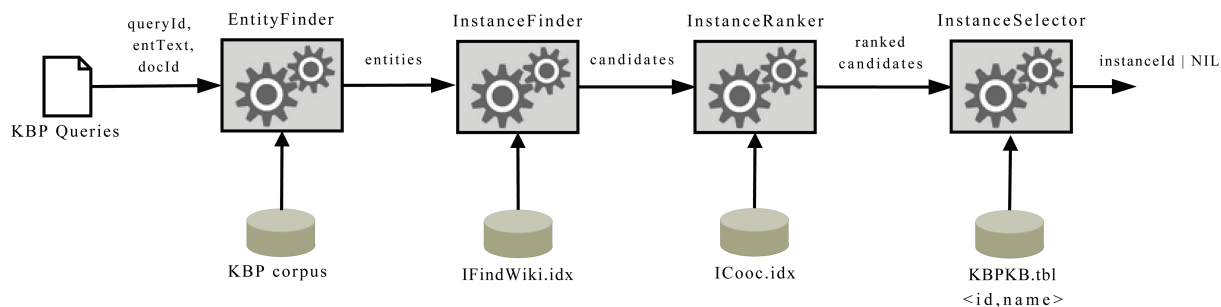 EntityFinder
InstanceFinder
InstanceRanker
InstanceSelector
queryId,
entText,
docId
entities
candidates
ranked
candidates
instanceId | NIL
KBP Queries
KBP corpus
IFindWiki.idx
ICooc.idx
KBPKB.tbl
<id,name>